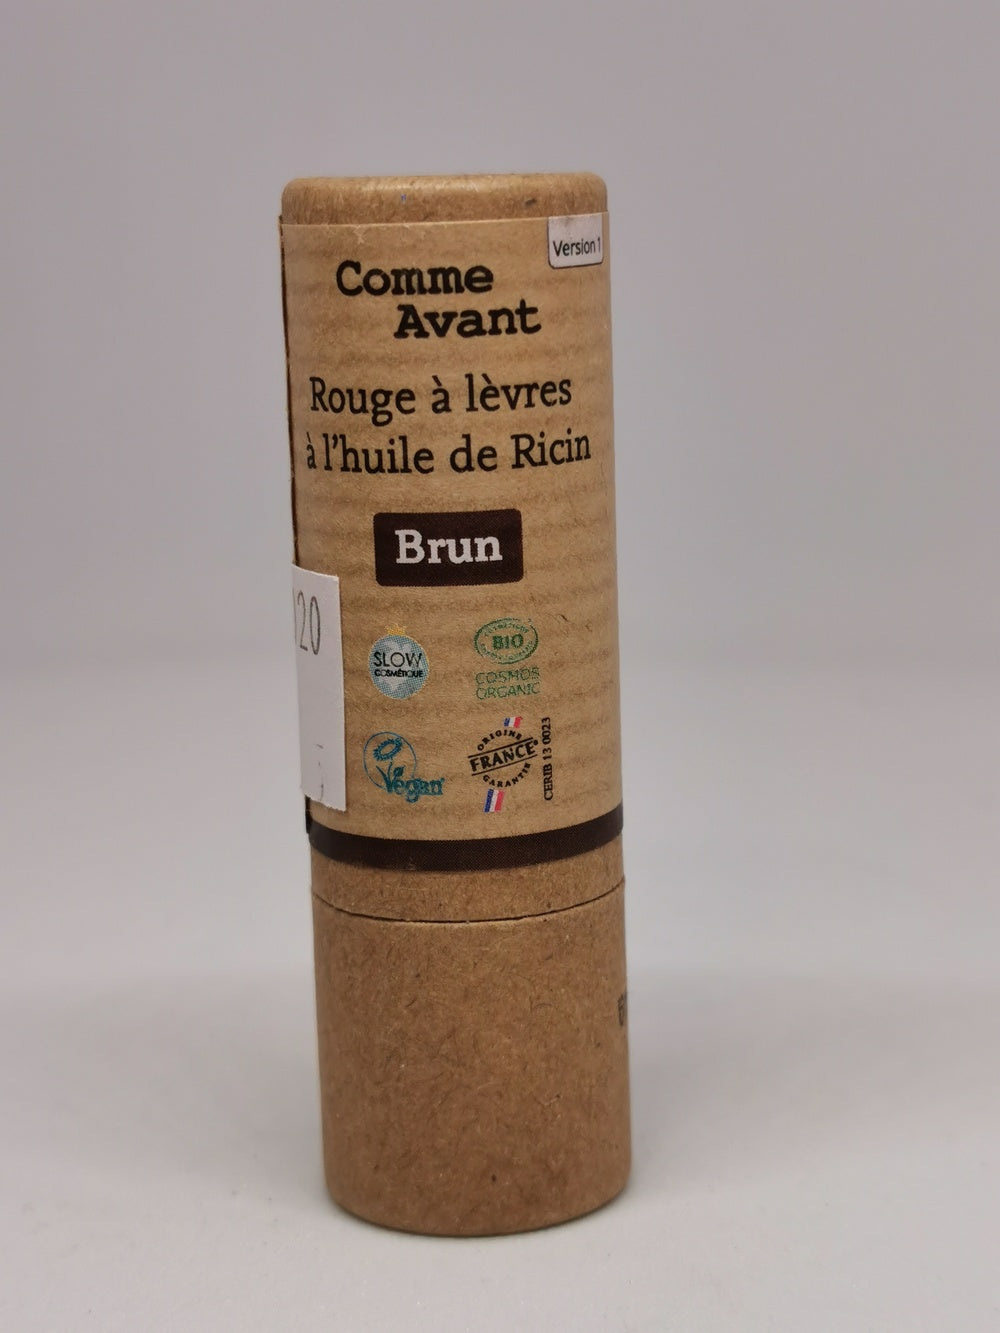 Version 1
Comme
Avant
Rouge à lèvres
à l'huile de Ricin
Brun
20
SLOW
COSMÉTIQUE
BIO
COSMOS
ORGANIC
Vegan
ORIGINE
FRANCE
GARANTIE
CERIB 13 0023